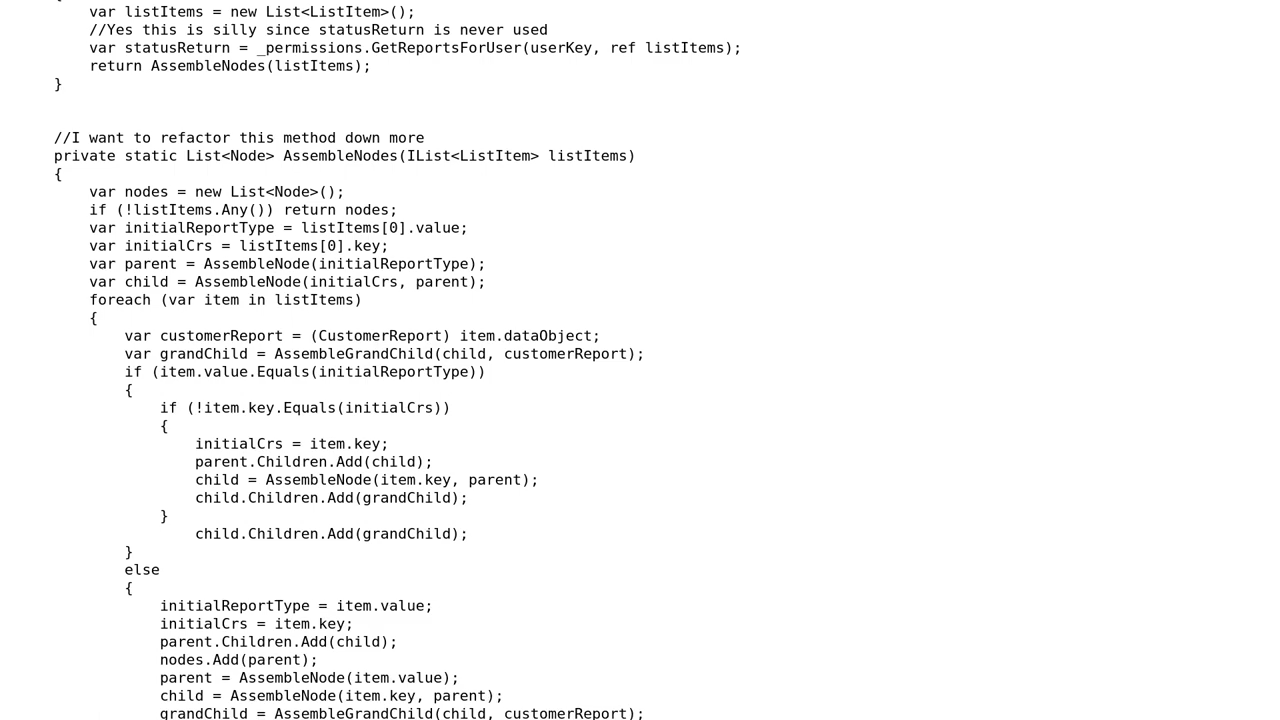 {
var listItems = new List<ListItem>();
//Yes this is silly since statusReturn is never used
var statusReturn = _permissions.GetReportsForUser(userKey, ref listItems);
return AssembleNodes(listItems);
}
//I want to refactor this method down more
private static List<Node> AssembleNodes(IList<ListItem> listItems)
{
var nodes = new List<Node>();
if (!listItems.Any()) return nodes;
var initialReportType = listItems[0].value;
var initialCrs = listItems[0].key;
var parent = AssembleNode(initialReportType);
var child = AssembleNode(initialCrs, parent);
foreach (var item in listItems)
{
var customerReport = (CustomerReport) item.dataObject;
var grandChild = AssembleGrandChild(child, customerReport);
if (item.value.Equals(initialReportType))
{
if (!item.key.Equals(initialCrs))
{
initialCrs = item.key;
parent.Children.Add(child);
child = AssembleNode(item.key, parent);
child.Children.Add(grandChild);
}
child.Children.Add(grandChild);
}
else
{
initialReportType = item.value;
initialCrs = item.key;
parent.Children.Add(child);
nodes.Add(parent);
parent = AssembleNode(item.value);
child = AssembleNode(item.key, parent);
grandChild = AssembleGrandChild(child, customerReport);